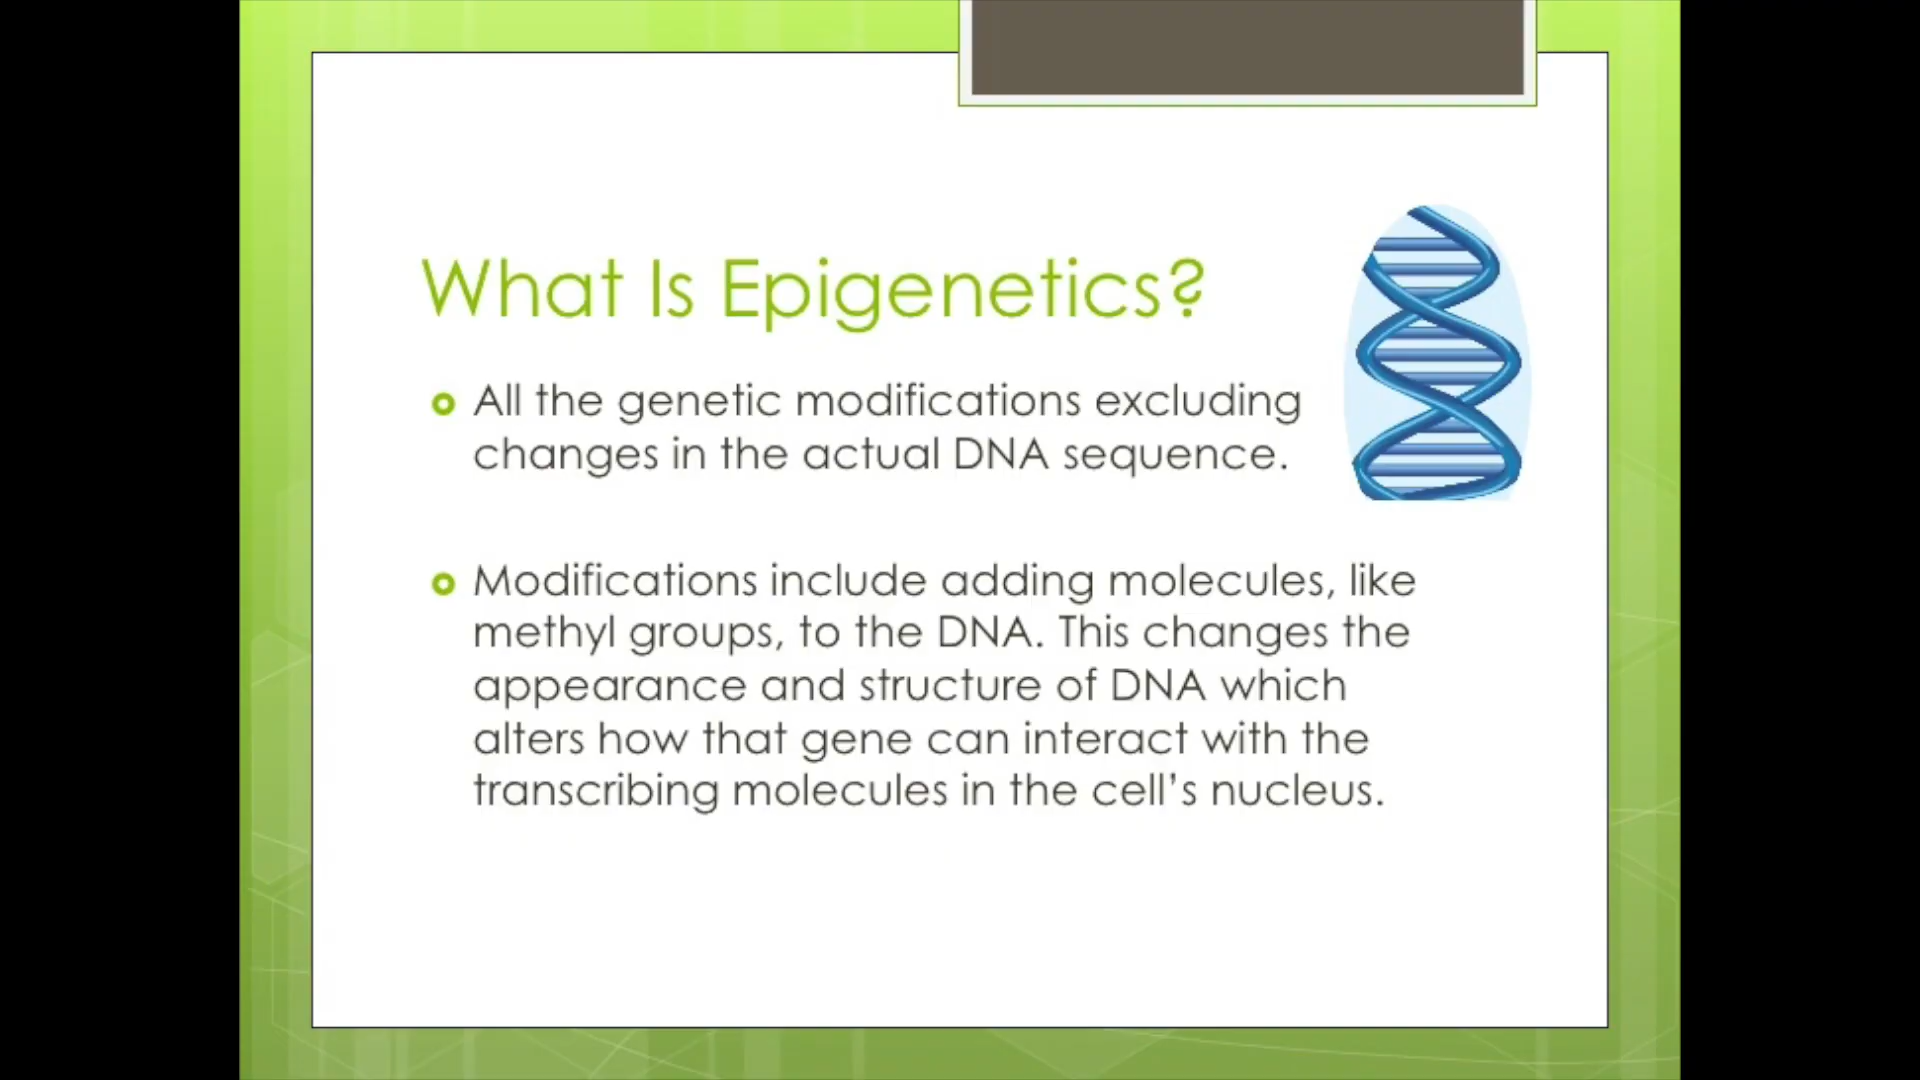 What Is Epigenetics?
All the genetic modifications excluding
changes in the actual DNA sequence.
Modifications include adding molecules, like
methyl groups, to the DNA. This changes the
appearance and structure of DNA which
alters how that gene can interact with the
transcribing molecules in the cell’s nucleus.